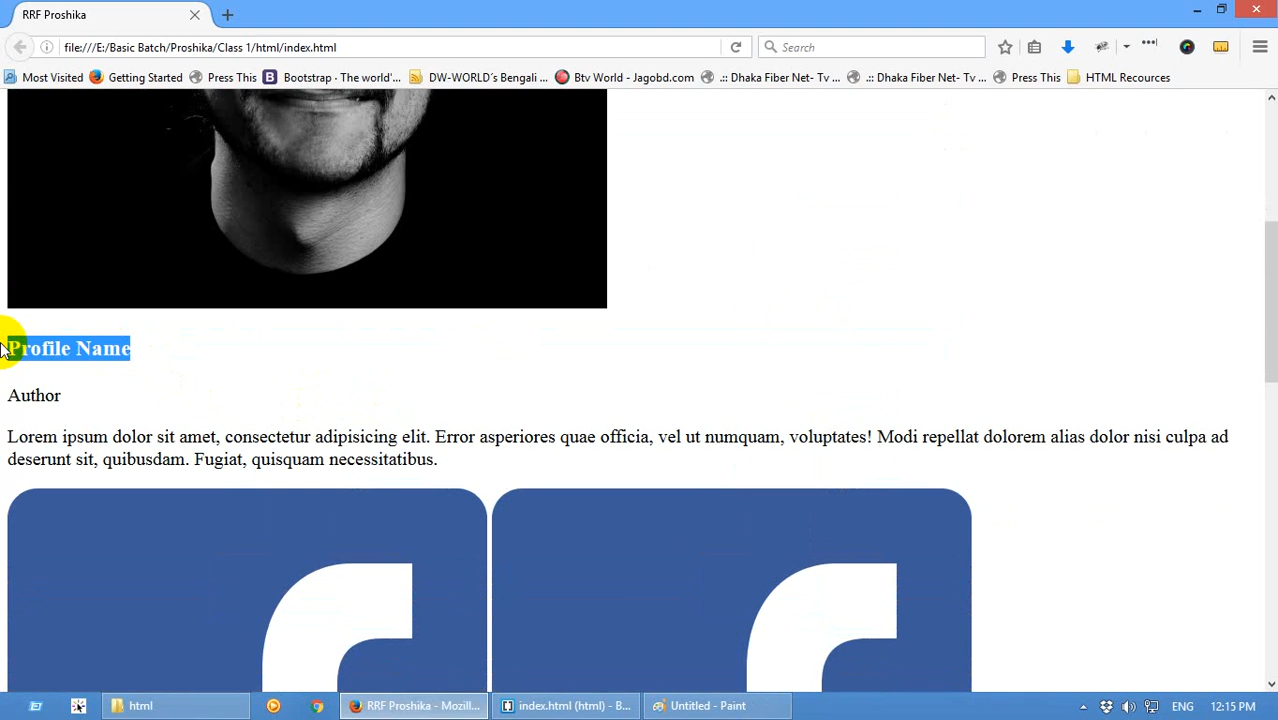 RRF Proshika
file:///E:/Basic Batch/Proshika/Class 1/html/index.html
Search
Most Visited Getting Started Press This Bootstrap · The world'... DW-WORLD´s Bengali ... Btv World - Jagobd.com .:: Dhaka Fiber Net- Tv ... .:: Dhaka Fiber Net- Tv ... Press This HTML Recources
Profile Name
Author
Lorem ipsum dolor sit amet, consectetur adipisicing elit. Error asperiores quae officia, vel ut numquam, voluptates! Modi repellat dolorem alias dolor nisi culpa ad
deserunt sit, quibusdam. Fugiat, quisquam necessitatibus.
html RRF Proshika - Mozill... index.html (html) - B... Untitled - Paint ENG 12:15 PM